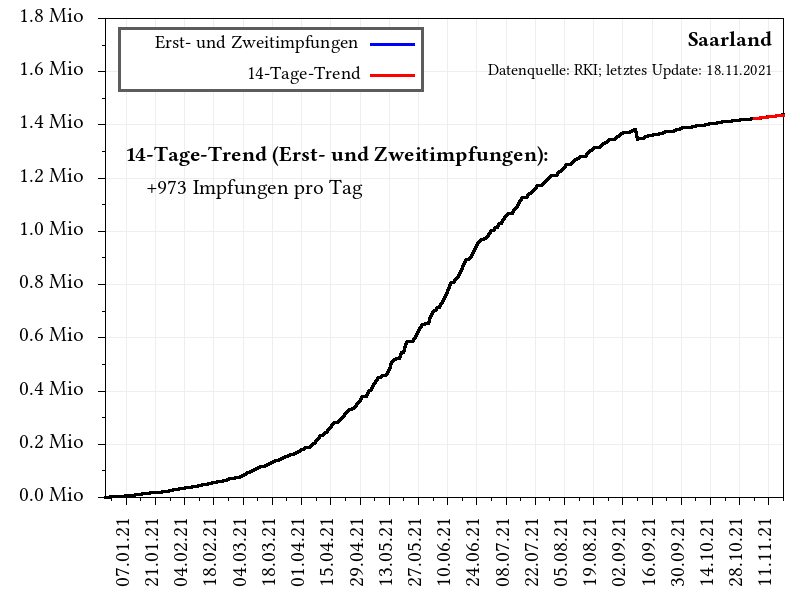 1.8 Mio
1.6 Mio
1.4 Mio
1.2 Mio
1.0 Mio
0.8 Mio
0.6 Mio
0.4 Mio
0.2 Mio
0.0 Mio
Erst- und Zweitimpfungen
14-Tage-Trend
Saarland
Datenquelle: RKI; letztes Update: 18.11.2021
14-Tage-Trend (Erst- und Zweitimpfungen):
+973 Impfungen pro Tag
07.01.21
21.01.21
04.02.21
18.02.21
04.03.21
18.03.21
01.04.21
15.04.21
29.04.21
13.05.21
27.05.21
10.06.21
24.06.21
08.07.21
22.07.21
05.08.21
19.08.21
02.09.21
16.09.21
30.09.21
14.10.21
28.10.21
11.11.21